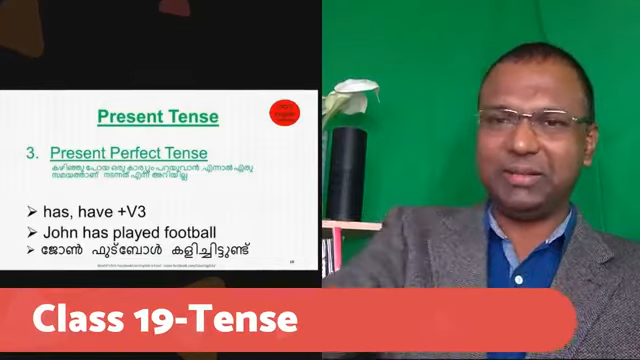 Present Tense
3. Present Perfect Tense
കഴിഞ്ഞു പോയ ഒരു കാര്യം പറയുവാൻ എന്നാൽ ഏതു
സമയത്താണ് നടന്നത് എന്ന് അറിയില്ല
➢ has, have +V3
➢ John has played football
➢ ജോൺ ഫുട്ബോൾ കളിച്ചിട്ടുണ്ട്
Class 19-Tense